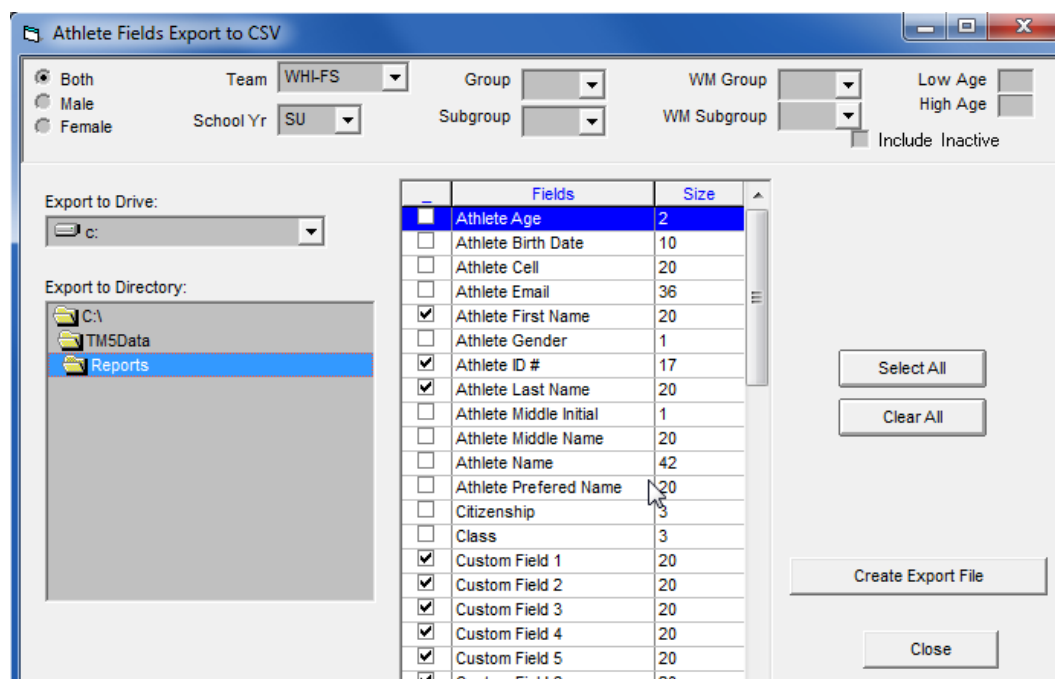 Athlete Fields Export to CSV
Both
Male
Female
Team WHI-FS
School Yr SU
Group
Subgroup
WM Group
WM Subgroup
Low Age
High Age
Include Inactive
Export to Drive:
c:
Export to Directory:
C:\
TM5Data
Reports
_ Fields Size
Athlete Age 2
Athlete Birth Date 10
Athlete Cell 20
Athlete Email 36
Athlete First Name 20
Athlete Gender 1
Athlete ID # 17
Athlete Last Name 20
Athlete Middle Initial 1
Athlete Middle Name 20
Athlete Name 42
Athlete Prefered Name 20
Citizenship 3
Class 3
Custom Field 1 20
Custom Field 2 20
Custom Field 3 20
Custom Field 4 20
Custom Field 5 20
Select All
Clear All
Create Export File
Close